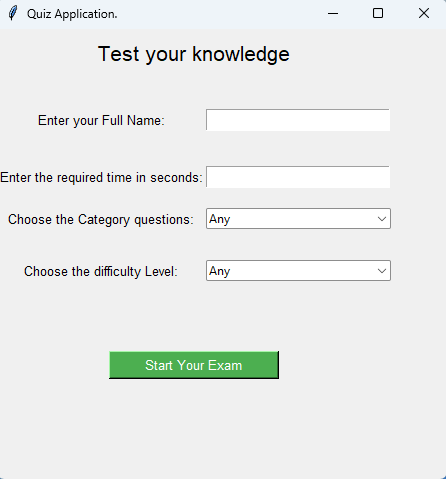 Quiz Application.
Test your knowledge
Enter your Full Name:
Enter the required time in seconds:
Choose the Category questions: Any
Choose the difficulty Level: Any
Start Your Exam